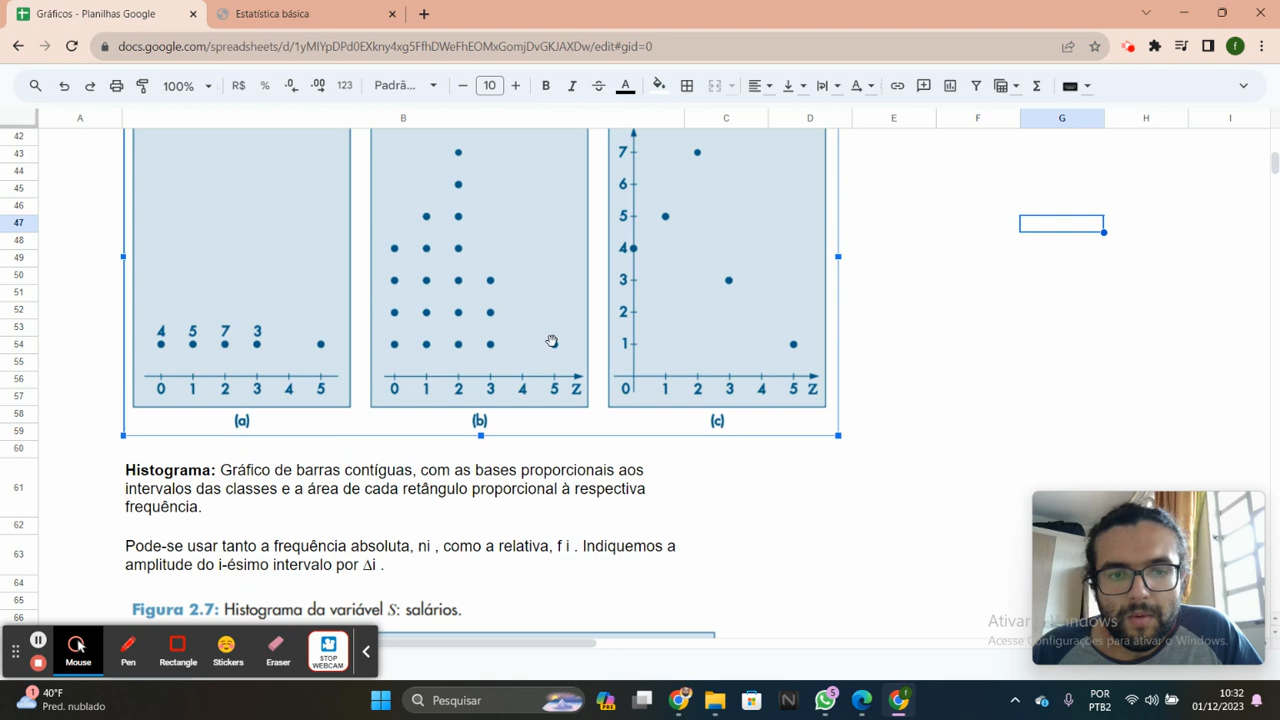 Gráficos - Planilhas Google
Estatística básica
docs.google.com/spreadsheets/d/1yMIYpDPd0EXkny4xg5FfhDWeFhEOMxGomjDvGKJAXDw/edit#gid=0
100% R$ % .0 .00 123 Padrã... 10 B I S A
A B C D E F G H I
42
43
44
45
46
47
48
49
50
51
52
53
54
55
56
57
58
59
60
61
62
63
64
65
66
4 5 7 3
0 1 2 3 4 5
(a)
0 1 2 3 4 5 Z
(b)
7
6
5
4
3
2
1
0 1 2 3 4 5 Z
(c)
Histograma: Gráfico de barras contíguas, com as bases proporcionais aos
intervalos das classes e a área de cada retângulo proporcional à respectiva
frequência.
Pode-se usar tanto a frequência absoluta, ni , como a relativa, f i . Indiquemos a
amplitude do i-ésimo intervalo por Δi .
Figura 2.7: Histograma da variável S: salários.
Ativar o Windows
Acesse Configurações para ativar o Windows.
Mouse Pen Rectangle Stickers Eraser STOP WEBCAM
1 40°F
Pred. nublado
Pesquisar
5
POR
PTB2
10:32
01/12/2023